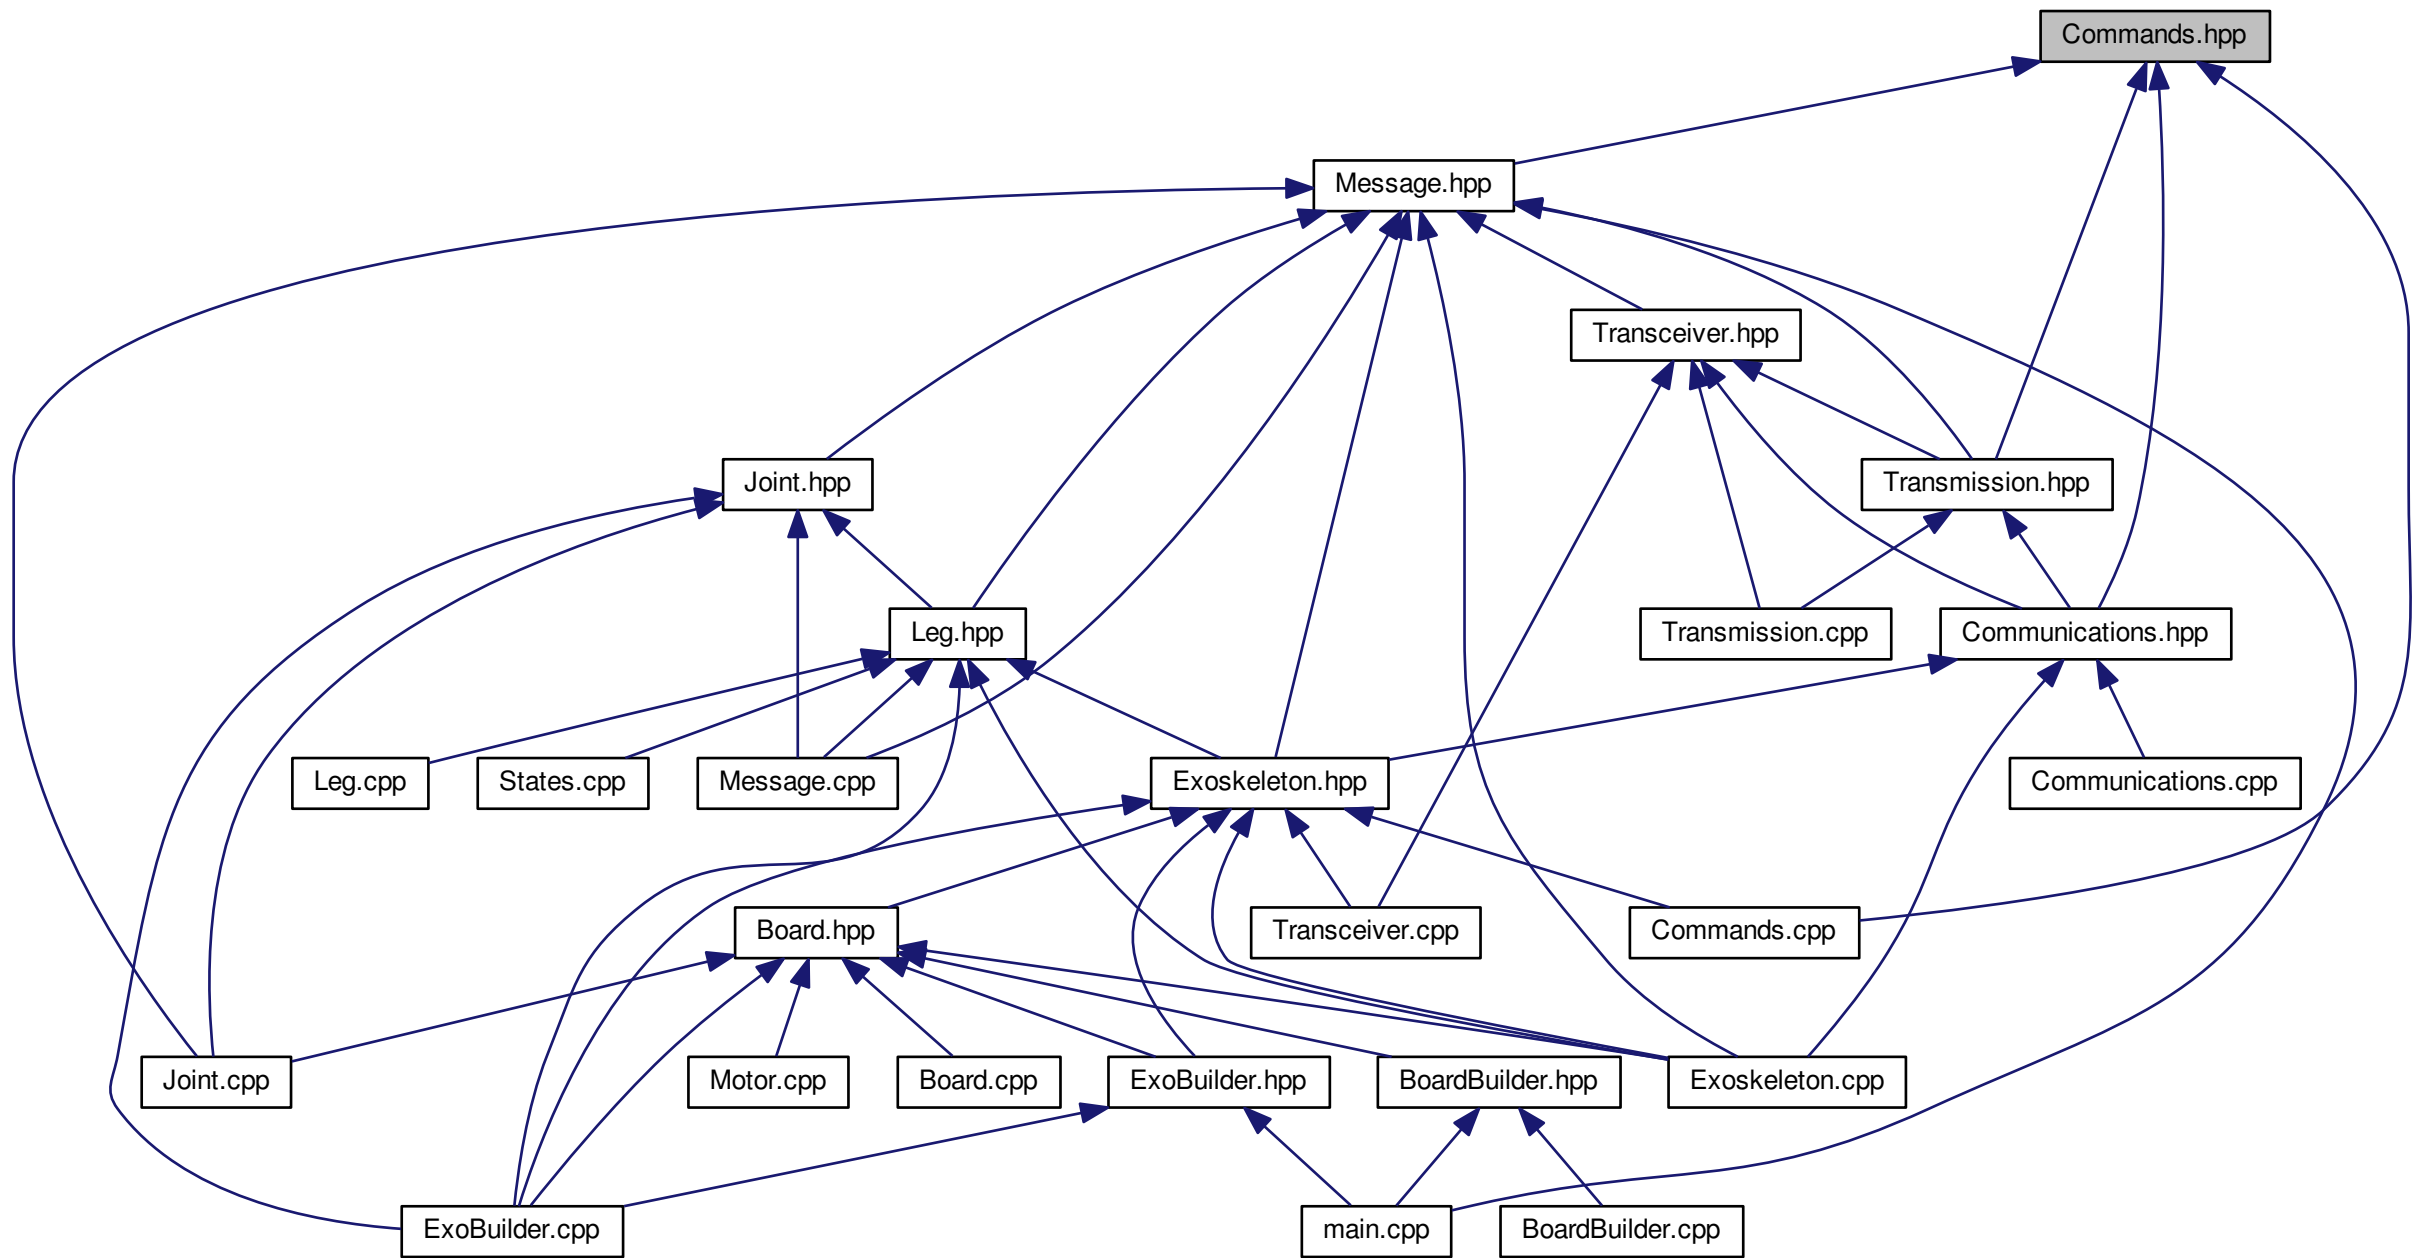 Commands.hpp
Message.hpp
Transceiver.hpp
Joint.hpp
Transmission.hpp
Leg.hpp
Transmission.cpp
Communications.hpp
Leg.cpp
States.cpp
Message.cpp
Exoskeleton.hpp
Communications.cpp
Board.hpp
Transceiver.cpp
Commands.cpp
Joint.cpp
Motor.cpp
Board.cpp
ExoBuilder.hpp
BoardBuilder.hpp
Exoskeleton.cpp
ExoBuilder.cpp
main.cpp
BoardBuilder.cpp